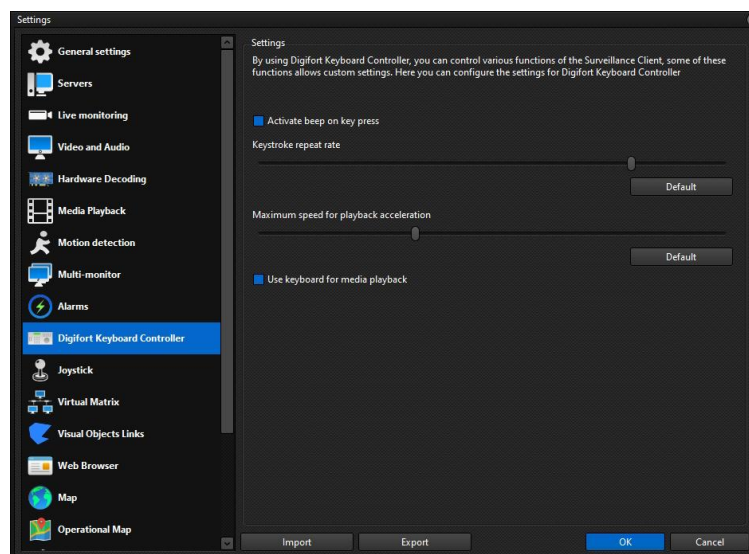 Settings
General settings
Servers
Live monitoring
Video and Audio
Hardware Decoding
Media Playback
Motion detection
Multi-monitor
Alarms
Digifort Keyboard Controller
Joystick
Virtual Matrix
Visual Objects Links
Web Browser
Map
Operational Map
Settings
By using Digifort Keyboard Controller, you can control various functions of the Surveillance Client, some of these
functions allows custom settings. Here you can configure the settings for Digifort Keyboard Controller
Activate beep on key press
Keystroke repeat rate
Default
Maximum speed for playback acceleration
Default
Use keyboard for media playback
Import
Export
OK
Cancel